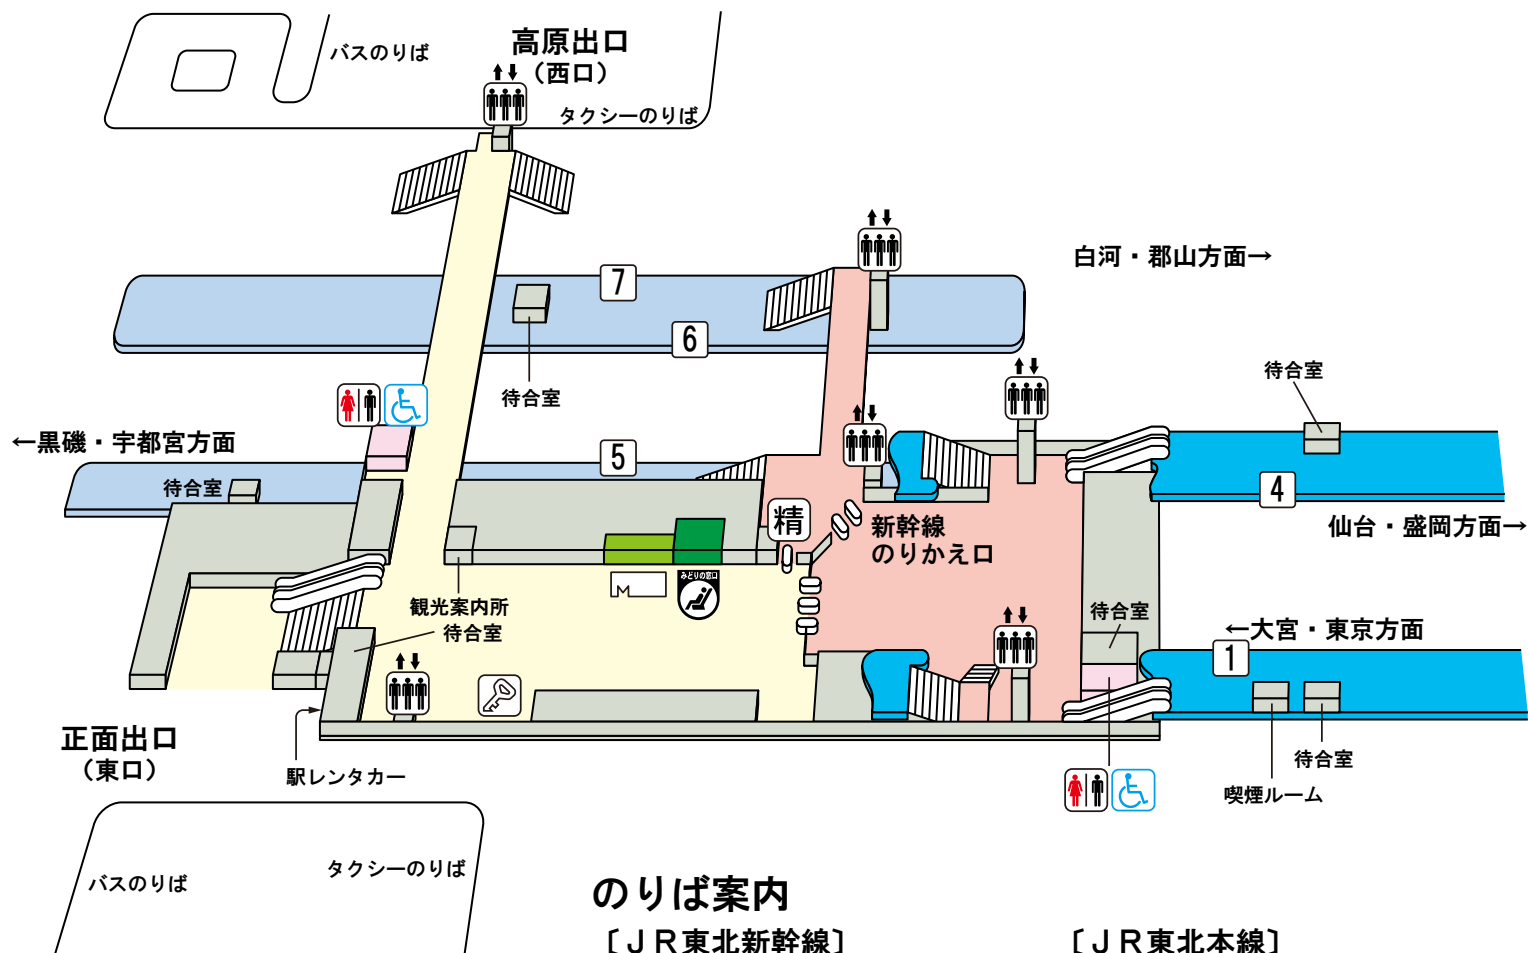 バスのりば
高原出口
（西口）
タクシーのりば
白河・郡山方面→
7
6
待合室
待合室
←黒磯・宇都宮方面
5
待合室
4
精
新幹線
のりかえ口
仙台・盛岡方面→
みどりの窓口
M
観光案内所
待合室
待合室
←大宮・東京方面
1
正面出口
（東口）
駅レンタカー
待合室
喫煙ルーム
バスのりば
タクシーのりば
のりば案内
〔ＪＲ東北新幹線〕
〔ＪＲ東北本線〕